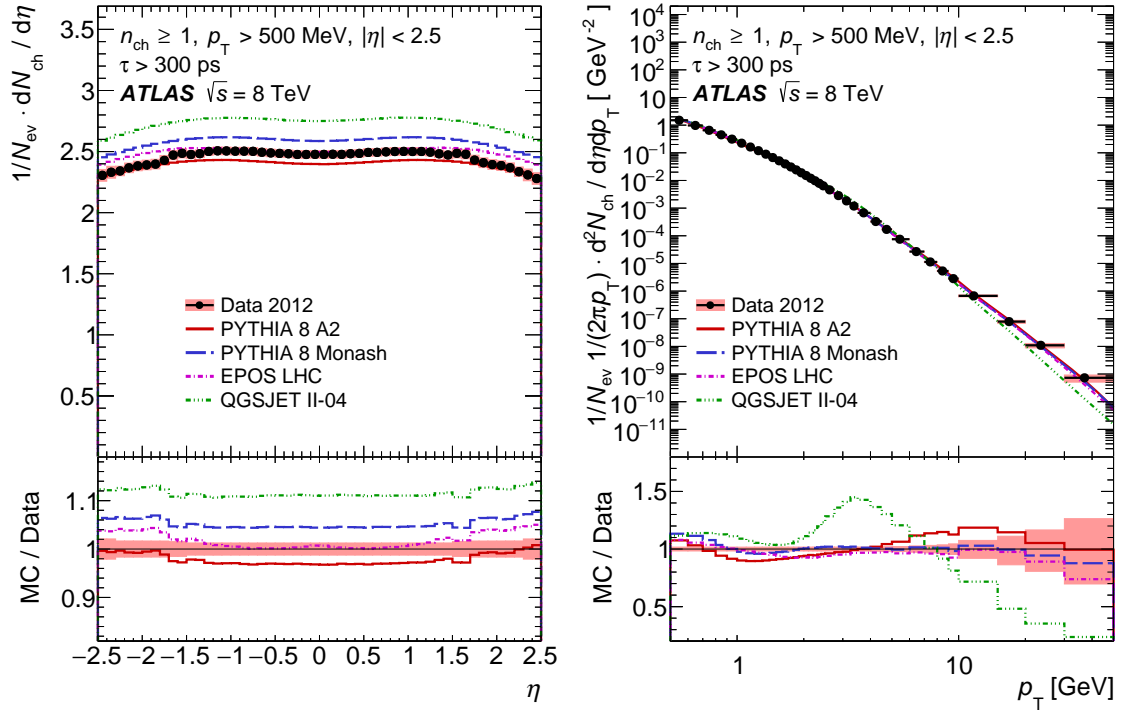 1/N_ev · dN_ch / dη
3.5
3
2.5
2
1.5
1
0.5
n_ch ≥ 1, p_T > 500 MeV, |η| < 2.5
τ > 300 ps
ATLAS √s = 8 TeV
Data 2012
PYTHIA 8 A2
PYTHIA 8 Monash
EPOS LHC
QGSJET II-04
MC / Data
1.1
1
0.9
−2.5 −2 −1.5 −1 −0.5 0 0.5 1 1.5 2 2.5
η
1/N_ev 1/(2πp_T) · d²N_ch / dηdp_T [ GeV⁻² ]
10⁴
10³
10²
10
1
10⁻¹
10⁻²
10⁻³
10⁻⁴
10⁻⁵
10⁻⁶
10⁻⁷
10⁻⁸
10⁻⁹
10⁻¹⁰
10⁻¹¹
n_ch ≥ 1, p_T > 500 MeV, |η| < 2.5
τ > 300 ps
ATLAS √s = 8 TeV
Data 2012
PYTHIA 8 A2
PYTHIA 8 Monash
EPOS LHC
QGSJET II-04
MC / Data
1.5
1
0.5
1 10
p_T [GeV]